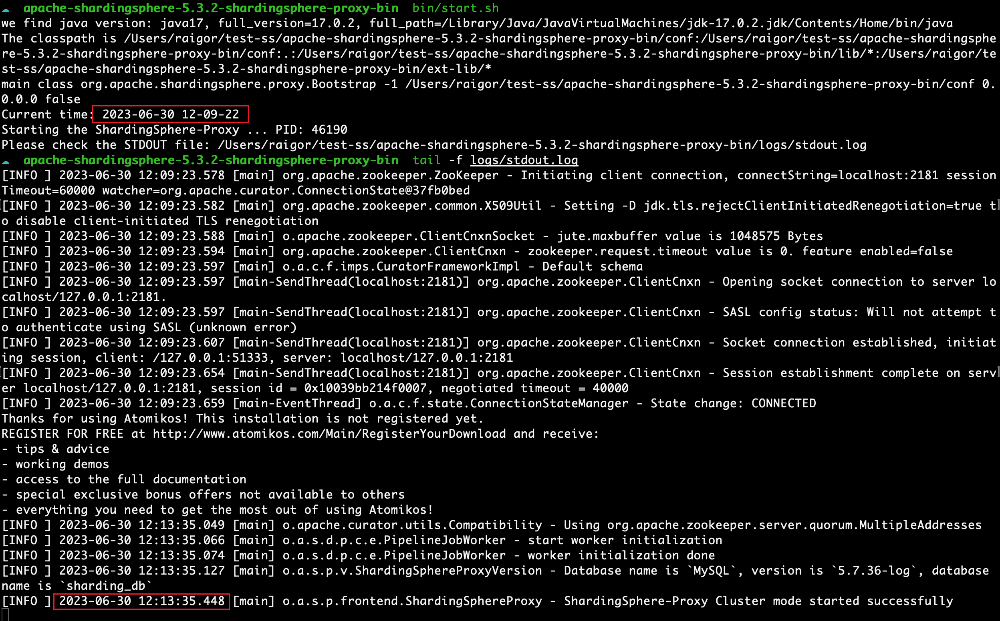 apache-shardingsphere-5.3.2-shardingsphere-proxy-bin bin/start.sh
we find java version: java17, full_version=17.0.2, full_path=/Library/Java/JavaVirtualMachines/jdk-17.0.2.jdk/Contents/Home/bin/java
The classpath is /Users/raigor/test-ss/apache-shardingsphere-5.3.2-shardingsphere-proxy-bin/conf:/Users/raigor/test-ss/apache-shardingsphe
re-5.3.2-shardingsphere-proxy-bin/conf:.:/Users/raigor/test-ss/apache-shardingsphere-5.3.2-shardingsphere-proxy-bin/lib/*:/Users/raigor/te
st-ss/apache-shardingsphere-5.3.2-shardingsphere-proxy-bin/ext-lib/*
main class org.apache.shardingsphere.proxy.Bootstrap -1 /Users/raigor/test-ss/apache-shardingsphere-5.3.2-shardingsphere-proxy-bin/conf 0.
0.0.0 false
Current time: 2023-06-30 12-09-22
Starting the ShardingSphere-Proxy ... PID: 46190
Please check the STDOUT file: /Users/raigor/test-ss/apache-shardingsphere-5.3.2-shardingsphere-proxy-bin/logs/stdout.log
apache-shardingsphere-5.3.2-shardingsphere-proxy-bin tail -f logs/stdout.log
[INFO ] 2023-06-30 12:09:23.578 [main] org.apache.zookeeper.ZooKeeper - Initiating client connection, connectString=localhost:2181 session
Timeout=60000 watcher=org.apache.curator.ConnectionState@37fb0bed
[INFO ] 2023-06-30 12:09:23.582 [main] org.apache.zookeeper.common.X509Util - Setting -D jdk.tls.rejectClientInitiatedRenegotiation=true t
o disable client-initiated TLS renegotiation
[INFO ] 2023-06-30 12:09:23.588 [main] o.apache.zookeeper.ClientCnxnSocket - jute.maxbuffer value is 1048575 Bytes
[INFO ] 2023-06-30 12:09:23.594 [main] org.apache.zookeeper.ClientCnxn - zookeeper.request.timeout value is 0. feature enabled=false
[INFO ] 2023-06-30 12:09:23.597 [main] o.a.c.f.imps.CuratorFrameworkImpl - Default schema
[INFO ] 2023-06-30 12:09:23.597 [main-SendThread(localhost:2181)] org.apache.zookeeper.ClientCnxn - Opening socket connection to server lo
calhost/127.0.0.1:2181.
[INFO ] 2023-06-30 12:09:23.597 [main-SendThread(localhost:2181)] org.apache.zookeeper.ClientCnxn - SASL config status: Will not attempt t
o authenticate using SASL (unknown error)
[INFO ] 2023-06-30 12:09:23.607 [main-SendThread(localhost:2181)] org.apache.zookeeper.ClientCnxn - Socket connection established, initiat
ing session, client: /127.0.0.1:51333, server: localhost/127.0.0.1:2181
[INFO ] 2023-06-30 12:09:23.654 [main-SendThread(localhost:2181)] org.apache.zookeeper.ClientCnxn - Session establishment complete on serv
er localhost/127.0.0.1:2181, session id = 0x10039bb214f0007, negotiated timeout = 40000
[INFO ] 2023-06-30 12:09:23.659 [main-EventThread] o.a.c.f.state.ConnectionStateManager - State change: CONNECTED
Thanks for using Atomikos! This installation is not registered yet.
REGISTER FOR FREE at http://www.atomikos.com/Main/RegisterYourDownload and receive:
- tips & advice
- working demos
- access to the full documentation
- special exclusive bonus offers not available to others
- everything you need to get the most out of using Atomikos!
[INFO ] 2023-06-30 12:13:35.049 [main] o.apache.curator.utils.Compatibility - Using org.apache.zookeeper.server.quorum.MultipleAddresses
[INFO ] 2023-06-30 12:13:35.066 [main] o.a.s.d.p.c.e.PipelineJobWorker - start worker initialization
[INFO ] 2023-06-30 12:13:35.074 [main] o.a.s.d.p.c.e.PipelineJobWorker - worker initialization done
[INFO ] 2023-06-30 12:13:35.127 [main] o.a.s.p.v.ShardingSphereProxyVersion - Database name is `MySQL`, version is `5.7.36-log`, database
name is `sharding_db`
[INFO ] 2023-06-30 12:13:35.448 [main] o.a.s.p.frontend.ShardingSphereProxy - ShardingSphere-Proxy Cluster mode started successfully